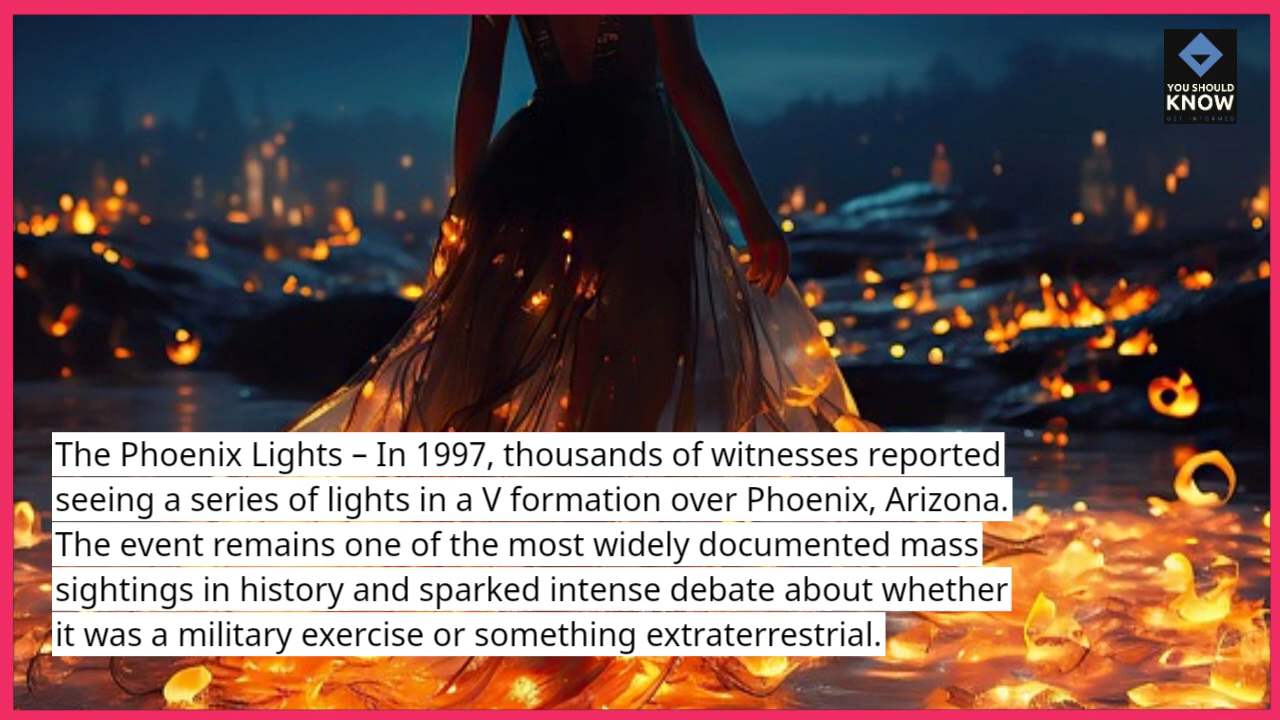 YOU SHOULD
KNOW
GET INFORMED
The Phoenix Lights – In 1997, thousands of witnesses reported
seeing a series of lights in a V formation over Phoenix, Arizona.
The event remains one of the most widely documented mass
sightings in history and sparked intense debate about whether
it was a military exercise or something extraterrestrial.